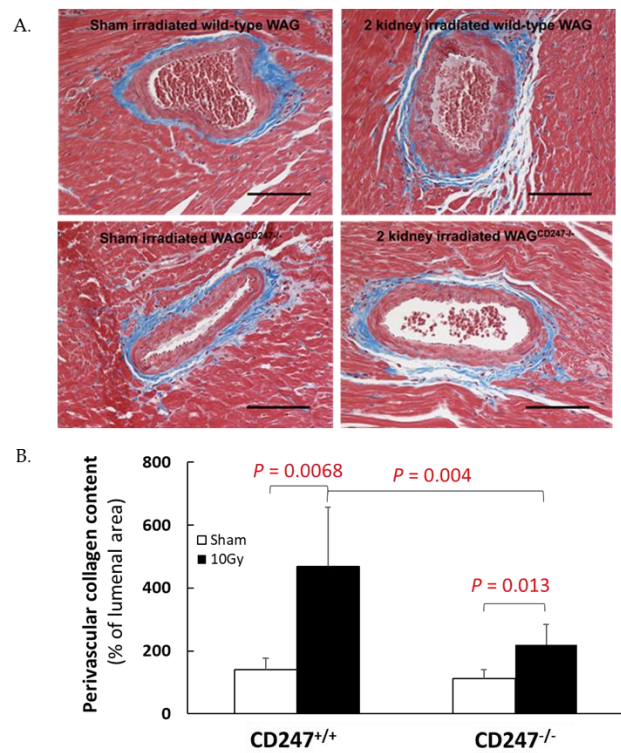 A.
Sham irradiated wild-type WAG
2 kidney irradiated wild-type WAG
Sham irradiated WAGCD247-/-
2 kidney irradiated WAGCD247-/-
B.
Perivascular collagen content
(% of lumenal area)
800
600
400
200
0
P = 0.0068
P = 0.004
P = 0.013
Sham
10Gy
CD247+/+
CD247-/-